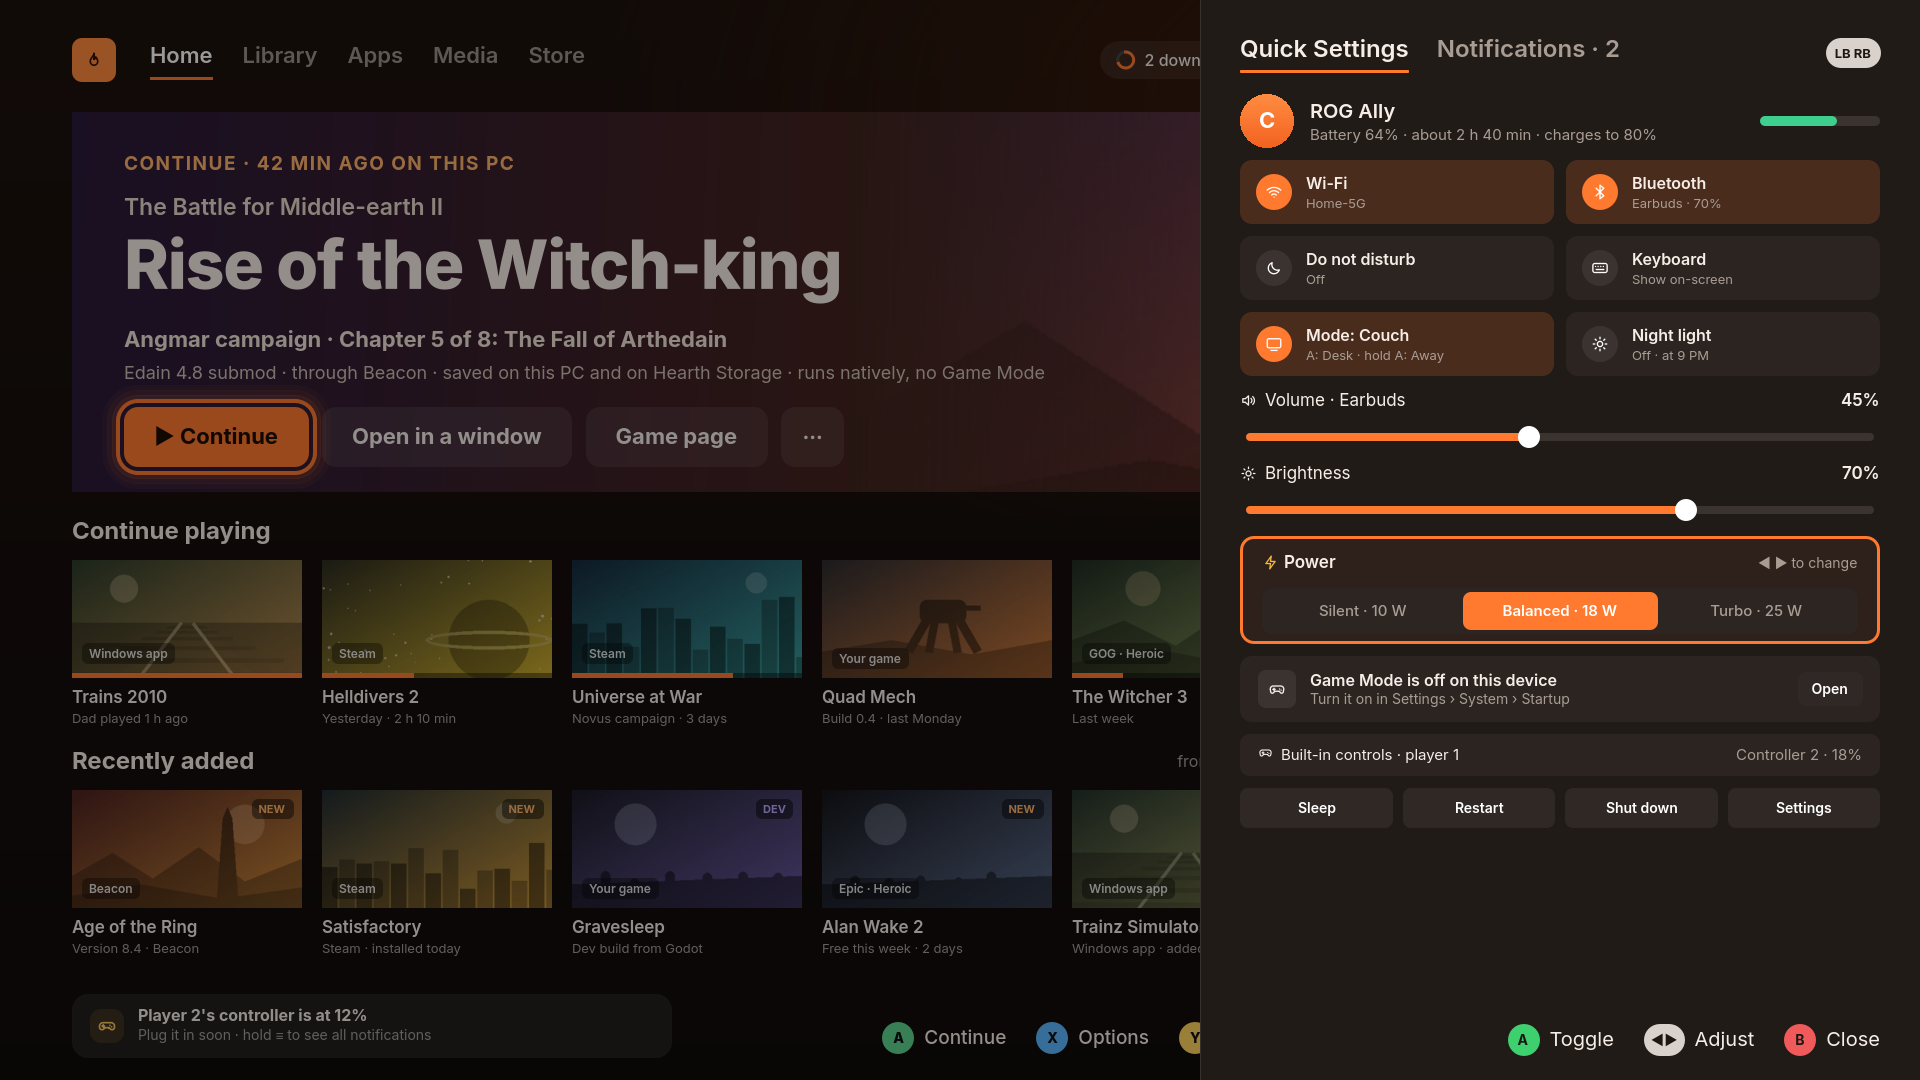 Home Library Apps Media Store
2 down
CONTINUE · 42 MIN AGO ON THIS PC
The Battle for Middle-earth II
Rise of the Witch-king
Angmar campaign · Chapter 5 of 8: The Fall of Arthedain
Edain 4.8 submod · through Beacon · saved on this PC and on Hearth Storage · runs natively, no Game Mode
▶ Continue
Open in a window
Game page
···
Continue playing
Windows app
Steam
Steam
Your game
GOG · Heroic
Trains 2010
Dad played 1 h ago
Helldivers 2
Yesterday · 2 h 10 min
Universe at War
Novus campaign · 3 days
Quad Mech
Build 0.4 · last Monday
The Witcher 3
Last week
Recently added
fro
NEW
Beacon
NEW
Steam
DEV
Your game
NEW
Epic · Heroic
Windows app
Age of the Ring
Version 8.4 · Beacon
Satisfactory
Steam · installed today
Gravesleep
Dev build from Godot
Alan Wake 2
Free this week · 2 days
Trainz Simulato
Windows app · added
Player 2's controller is at 12%
Plug it in soon · hold ≡ to see all notifications
A Continue
X Options
Y
Quick Settings
Notifications · 2
LB RB
C
ROG Ally
Battery 64% · about 2 h 40 min · charges to 80%
Wi-Fi
Home-5G
Bluetooth
Earbuds · 70%
Do not disturb
Off
Keyboard
Show on-screen
Mode: Couch
A: Desk · hold A: Away
Night light
Off · at 9 PM
Volume · Earbuds
45%
Brightness
70%
Power
◀ ▶ to change
Silent · 10 W
Balanced · 18 W
Turbo · 25 W
Game Mode is off on this device
Turn it on in Settings › System › Startup
Open
Built-in controls · player 1
Controller 2 · 18%
Sleep
Restart
Shut down
Settings
A Toggle
◀▶ Adjust
B Close